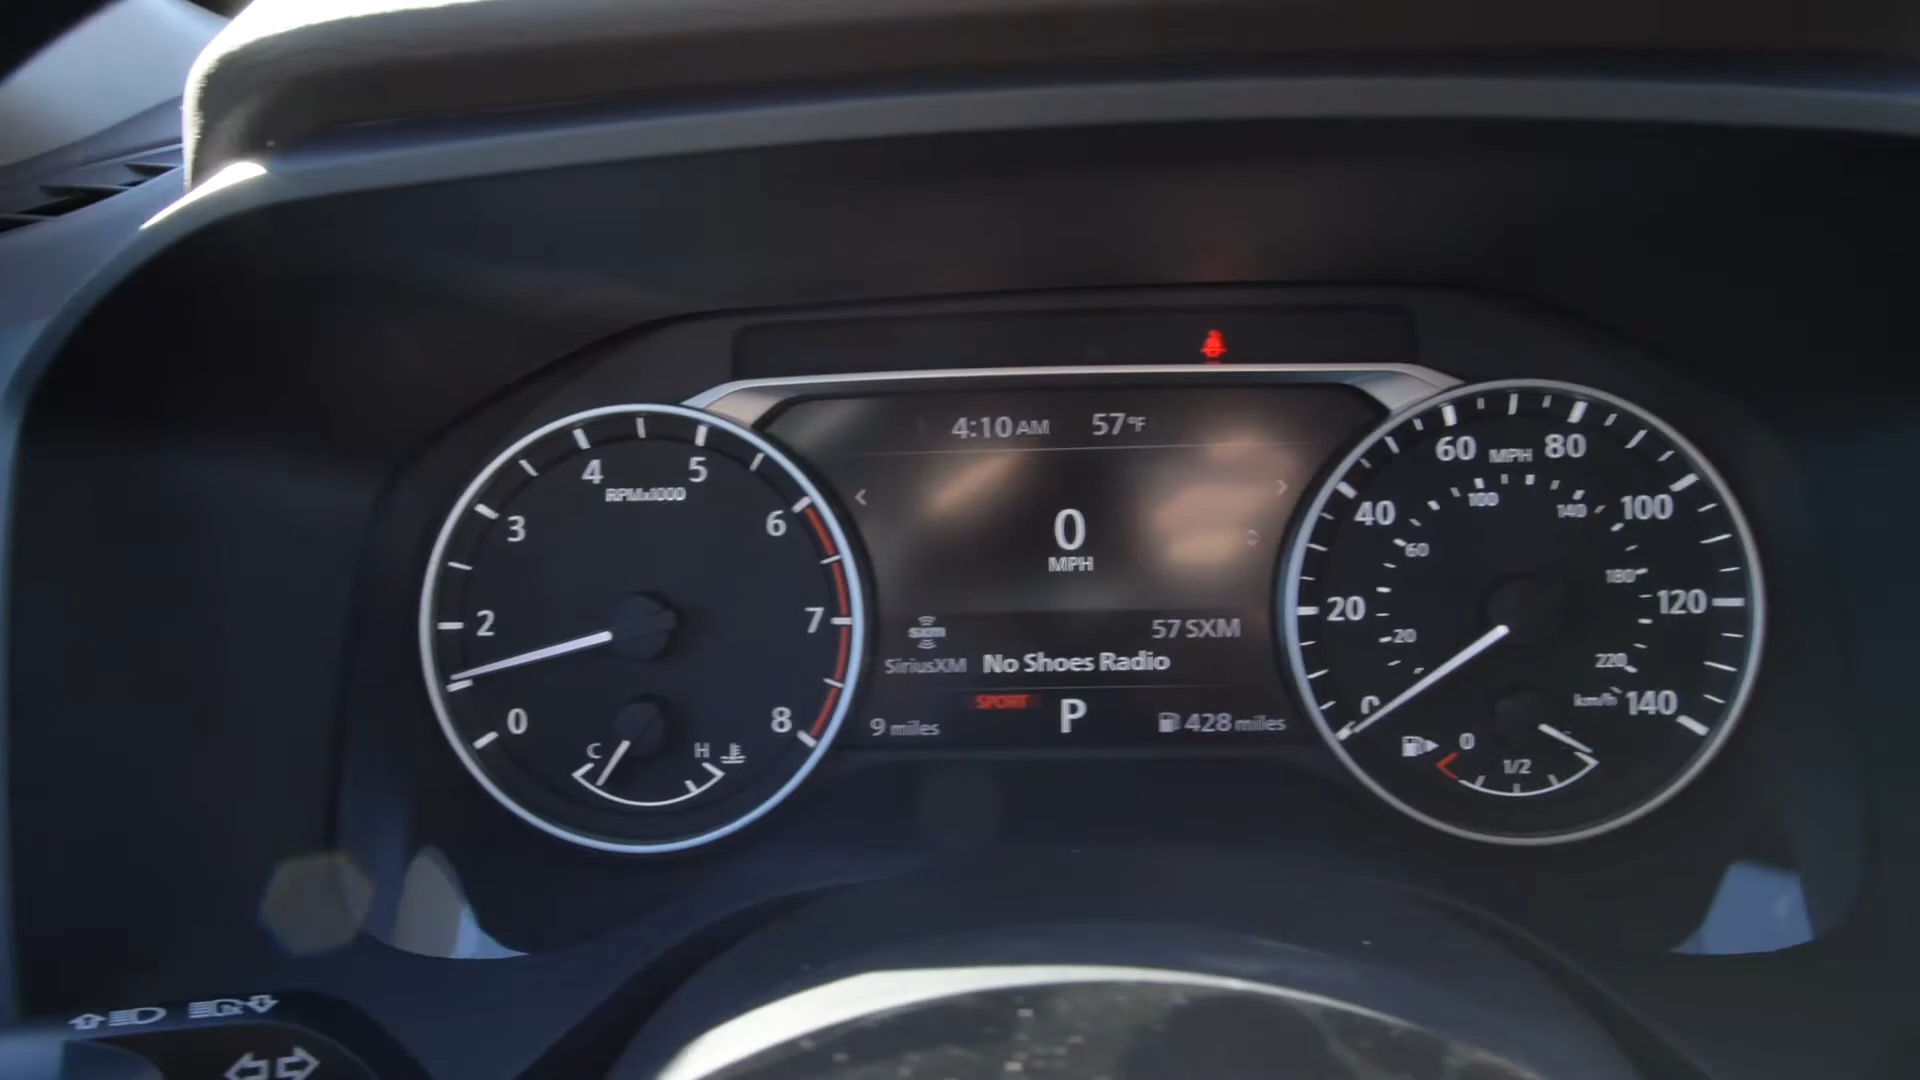 4:10 AM 57°F
4 5
RPMx1000
3 6
2 7
0 8
C H
0
MPH
sxm 57 SXM
SiriusXM No Shoes Radio
SPORT
9 miles P 428 miles
60 MPH 80
40 100
20 120
0 140
100 140
60 180
20 220
km/h
0 1/2